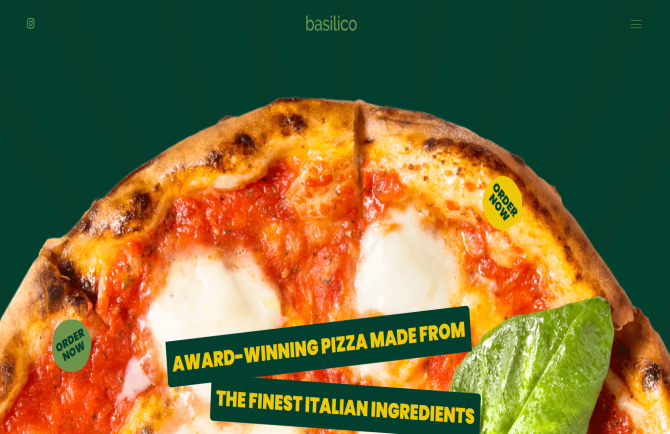 basilico
ORDER
NOW
ORDER
NOW
AWARD-WINNING PIZZA MADE FROM
THE FINEST ITALIAN INGREDIENTS